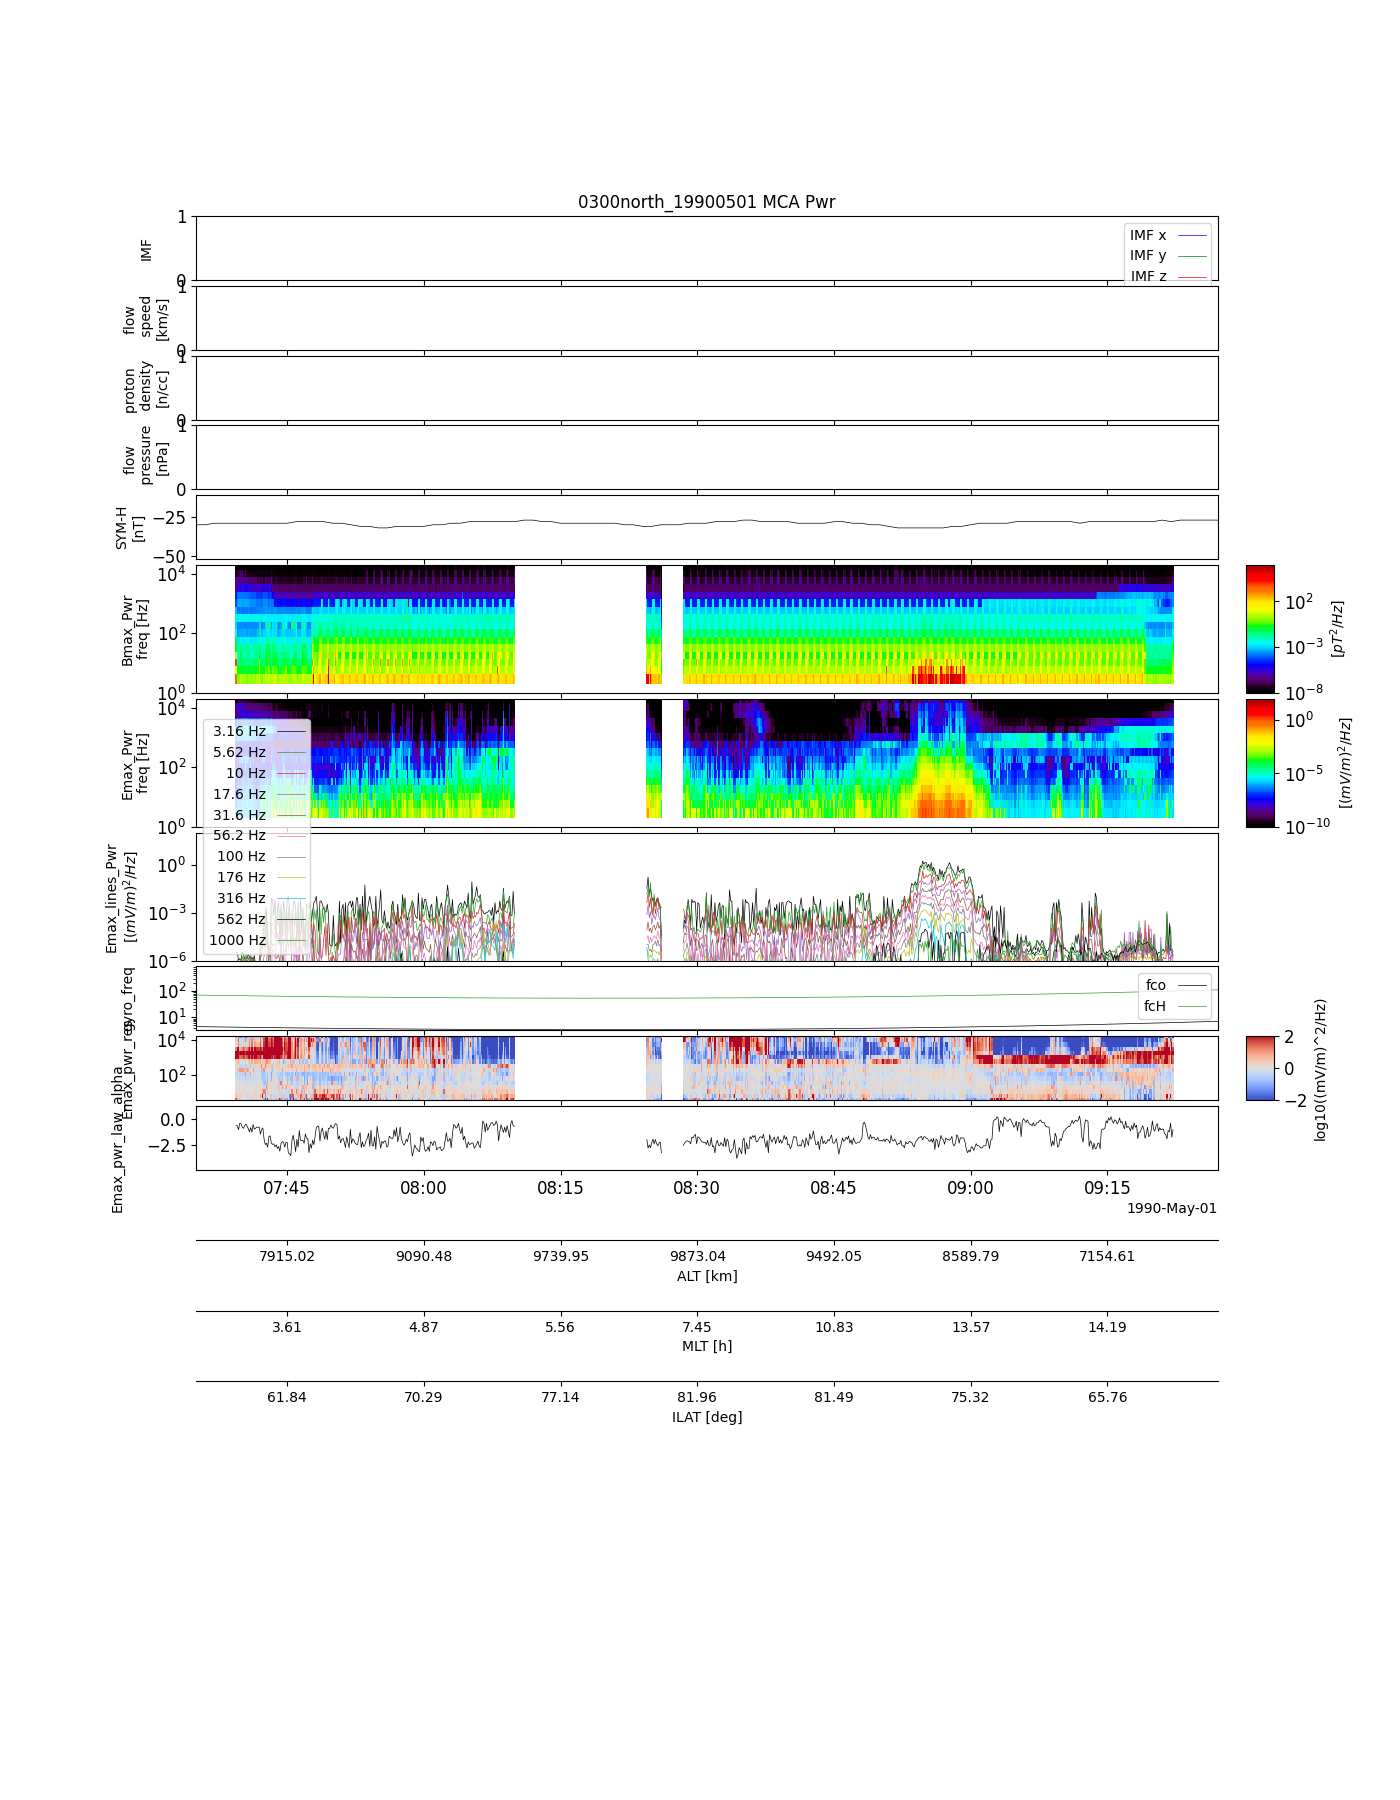 0300north_19900501 MCA Pwr
1
0
IMF
IMF x
IMF y
IMF z
1
0
flow
speed
[km/s]
1
0
proton
density
[n/cc]
1
0
flow
pressure
[nPa]
−25
−50
SYM-H
[nT]
10^4
10^2
10^0
Bmax_Pwr
freq [Hz]
10^2
10^−3
10^−8
[pT^2/Hz]
10^4
10^2
10^0
Emax_Pwr
freq [Hz]
10^0
10^−5
10^−10
[(mV/m)^2/Hz]
3.16 Hz
5.62 Hz
10 Hz
17.6 Hz
31.6 Hz
56.2 Hz
100 Hz
176 Hz
316 Hz
562 Hz
1000 Hz
10^0
10^−3
10^−6
Emax_lines_Pwr
[(mV/m)^2/Hz]
10^2
10^1
gyro_freq
fco
fcH
10^4
10^2
Emax_pwr_reg
2
0
−2
log10((mV/m)^2/Hz)
0.0
−2.5
Emax_pwr_law_alpha
07:45 08:00 08:15 08:30 08:45 09:00 09:15
1990-May-01
7915.02 9090.48 9739.95 9873.04 9492.05 8589.79 7154.61
ALT [km]
3.61 4.87 5.56 7.45 10.83 13.57 14.19
MLT [h]
61.84 70.29 77.14 81.96 81.49 75.32 65.76
ILAT [deg]